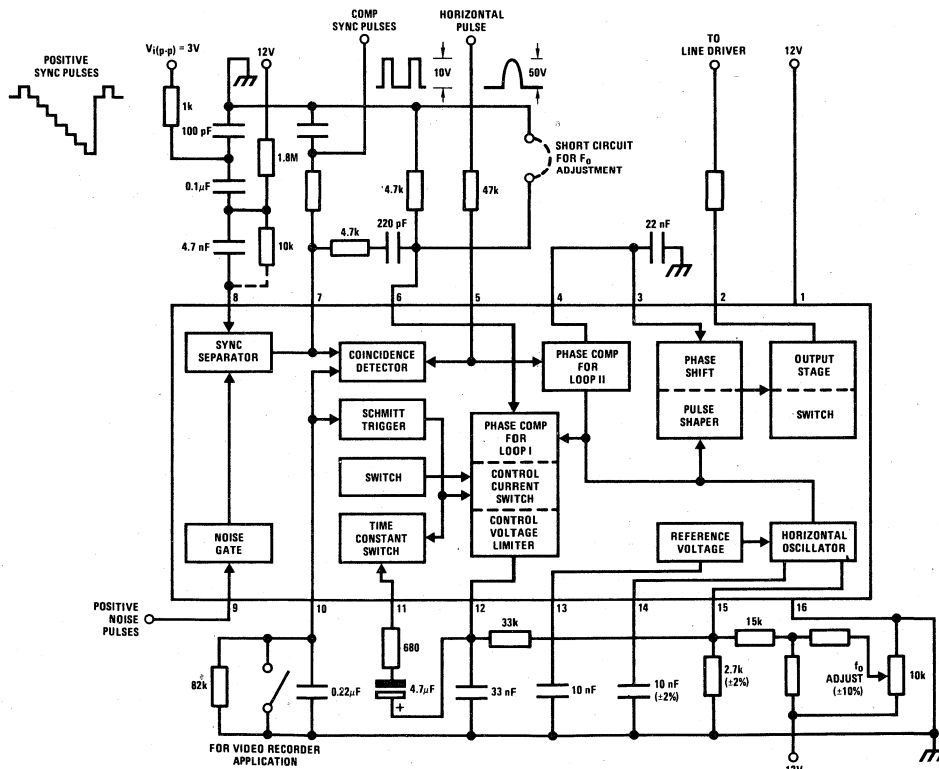 COMP
SYNC PULSES
HORIZONTAL
PULSE
TO
LINE DRIVER
12V
POSITIVE
SYNC PULSES
Vi(p-p) = 3V
12V
10V
50V
1k
100 pF
1.8M
0.1μF
4.7 nF
10k
4.7k
220 pF
4.7k
47k
SHORT CIRCUIT
FOR F0
ADJUSTMENT
22 nF
8
7
6
5
4
3
2
1
SYNC
SEPARATOR
COINCIDENCE
DETECTOR
PHASE COMP
FOR
LOOP II
PHASE
SHIFT
PULSE
SHAPER
OUTPUT
STAGE
SWITCH
SCHMITT
TRIGGER
PHASE COMP
FOR
LOOP I
CONTROL
CURRENT
SWITCH
CONTROL
VOLTAGE
LIMITER
SWITCH
TIME
CONSTANT
SWITCH
NOISE
GATE
REFERENCE
VOLTAGE
HORIZONTAL
OSCILLATOR
POSITIVE
NOISE
PULSES
9
10
11
12
13
14
15
16
82k
0.22μF
680
4.7μF
+
33k
33 nF
10 nF
10 nF
(±2%)
2.7k
(±2%)
15k
f0
ADJUST
(±10%)
10k
FOR VIDEO RECORDER
APPLICATION
12V